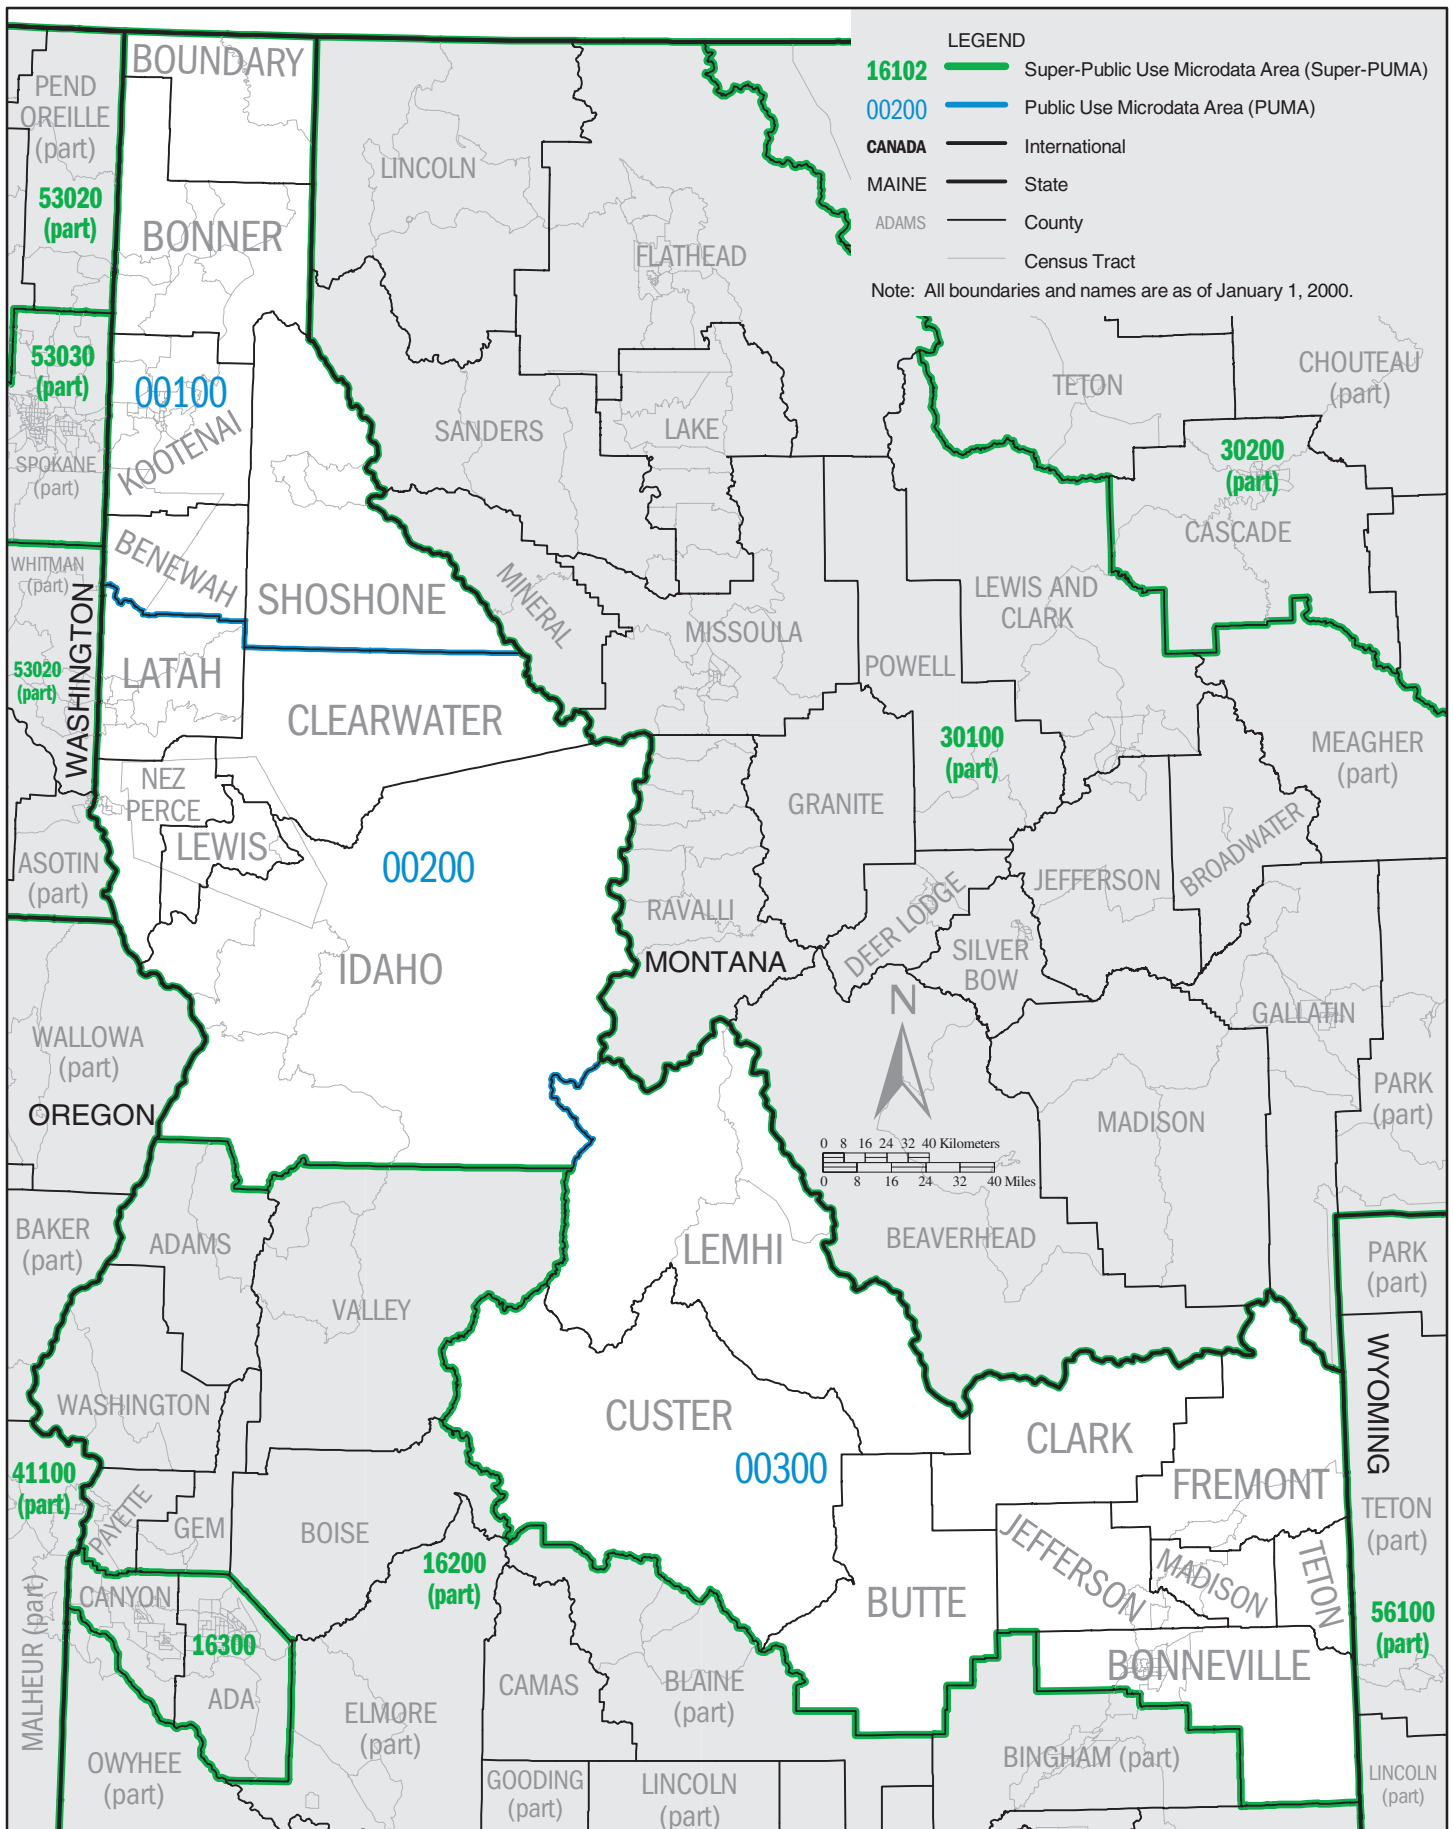 LEGEND
16102 Super-Public Use Microdata Area (Super-PUMA)
00200 Public Use Microdata Area (PUMA)
CANADA International
MAINE State
ADAMS County
Census Tract
Note: All boundaries and names are as of January 1, 2000.
BOUNDARY
PEND
OREILLE
(part)
53020
(part)
LINCOLN
BONNER
FLATHEAD
53030
(part)
00100
KOOTENAI
SPOKANE
(part)
SANDERS
LAKE
TETON
CHOUTEAU
(part)
30200
(part)
CASCADE
WHITMAN
(part)
BENEWAH
SHOSHONE
MINERAL
MISSOULA
LEWIS AND
CLARK
POWELL
53020
(part)
WASHINGTON
LATAH
CLEARWATER
30100
(part)
MEAGHER
(part)
NEZ
PERCE
LEWIS
00200
GRANITE
BROADWATER
JEFFERSON
ASOTIN
(part)
RAVALLI
DEER LODGE
SILVER
BOW
MONTANA
IDAHO
GALLATIN
N
WALLOWA
(part)
OREGON
PARK
(part)
MADISON
0 8 16 24 32 40 Kilometers
0 8 16 24 32 40 Miles
BAKER
(part)
ADAMS
LEMHI
BEAVERHEAD
PARK
(part)
VALLEY
WYOMING
WASHINGTON
CUSTER
00300
CLARK
FREMONT
41100
(part)
PAYETTE
GEM
BOISE
TETON
(part)
JEFFERSON
MADISON
TETON
16200
(part)
CANYON
BUTTE
56100
(part)
MALHEUR (part)
16300
ADA
CAMAS
BLAINE
(part)
BONNEVILLE
ELMORE
(part)
OWYHEE
(part)
BINGHAM (part)
GOODING
(part)
LINCOLN
(part)
LINCOLN
(part)